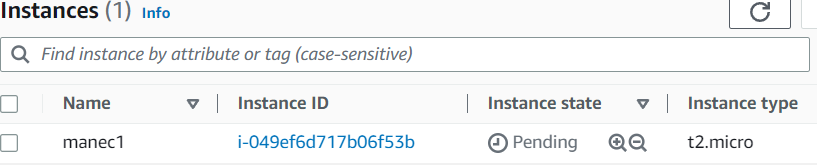 Instances (1) Info
Find instance by attribute or tag (case-sensitive)
Name Instance ID Instance state Instance type
manec1 i-049ef6d717b06f53b Pending t2.micro